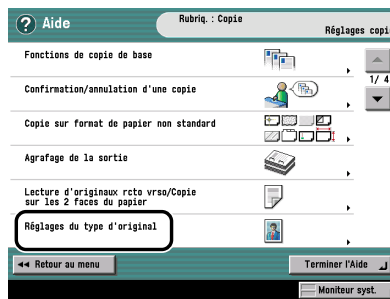 ? Aide
Rubriq. : Copie
Réglages copie
Fonctions de copie de base
1/ 4
Confirmation/annulation d'une copie
Copie sur format de papier non standard
Agrafage de la sortie
Lecture d'originaux rcto vrso/Copie
sur les 2 faces du papier
Réglages du type d'original
Retour au menu
Terminer l'Aide
Moniteur syst.